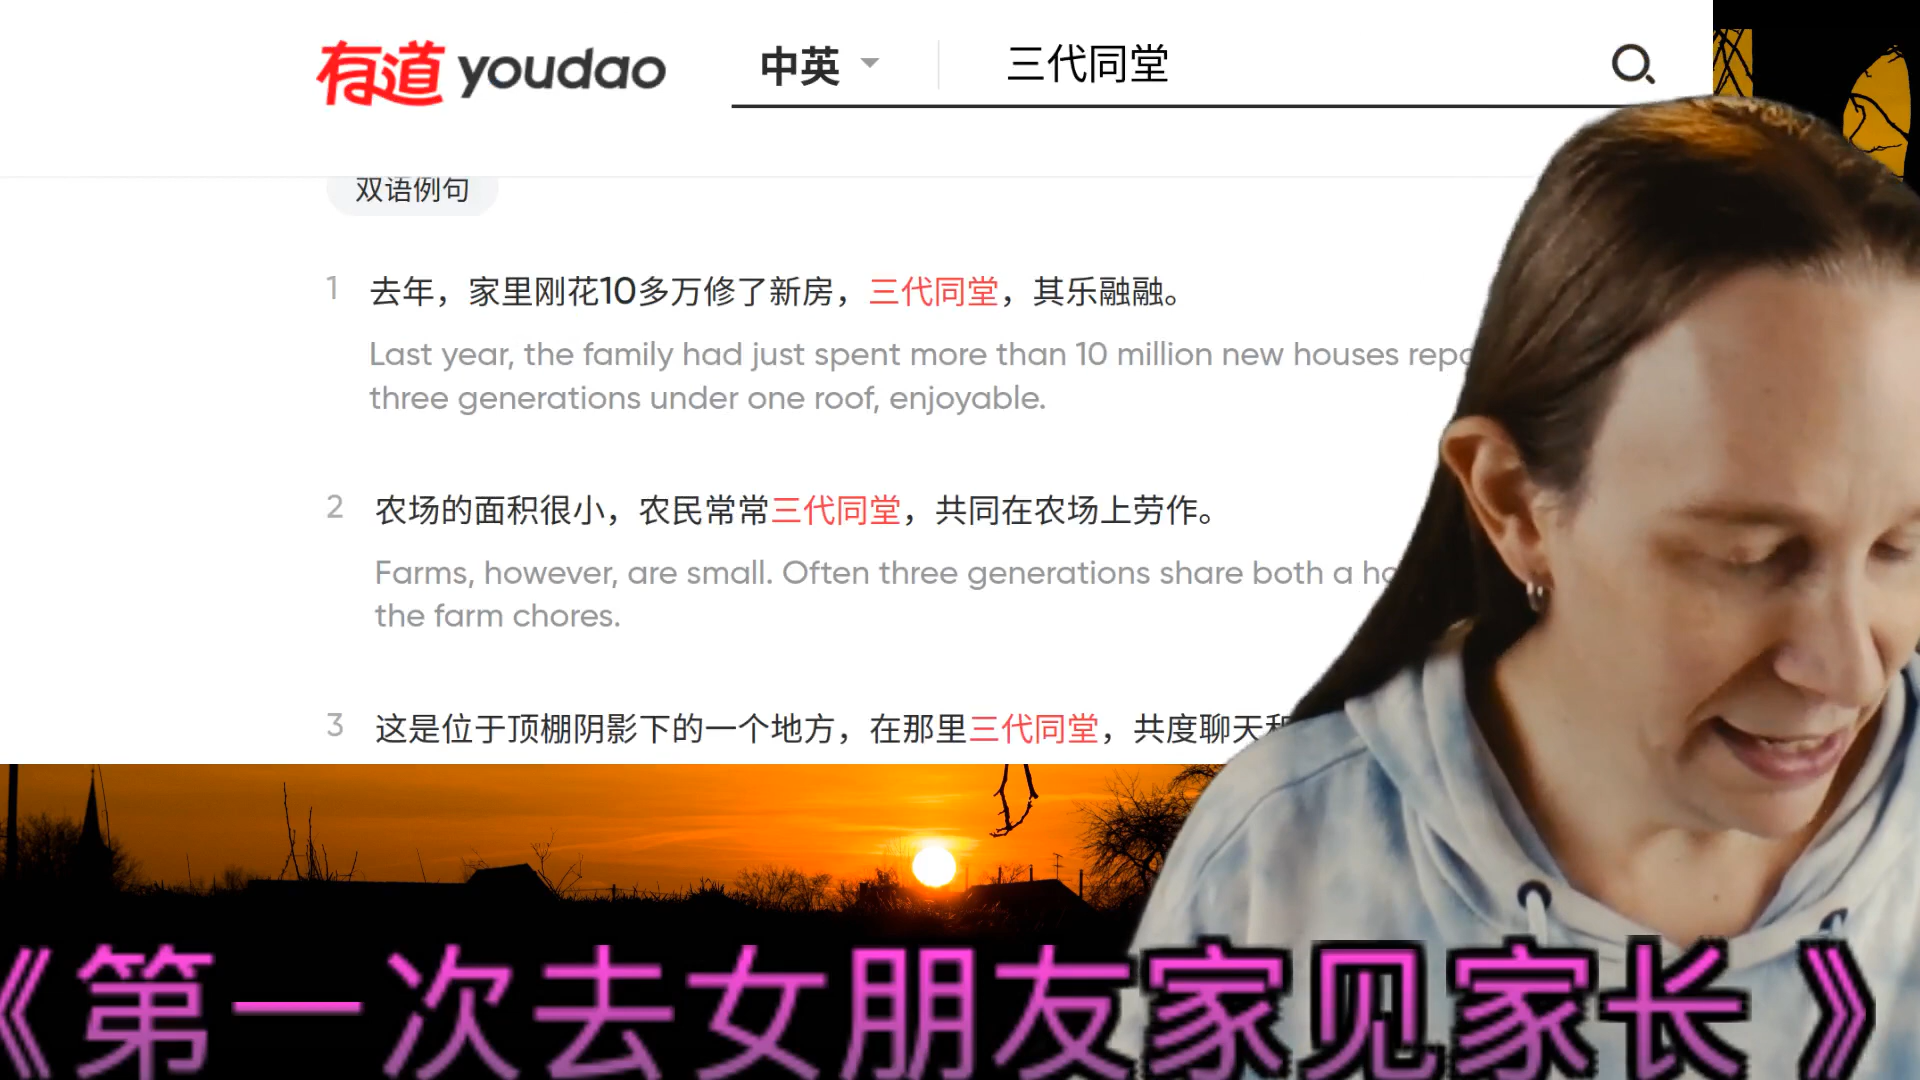 有道 youdao 中英 三代同堂
双语例句
1 去年，家里刚花10多万修了新房，三代同堂，其乐融融。
Last year, the family had just spent more than 10 million new houses
three generations under one roof, enjoyable.
2 农场的面积很小，农民常常三代同堂，共同在农场上劳作。
Farms, however, are small. Often three generations share both a
the farm chores.
3 这是位于顶棚阴影下的一个地方，在那里三代同堂，共度聊天
《第一次去女朋友家见家长》